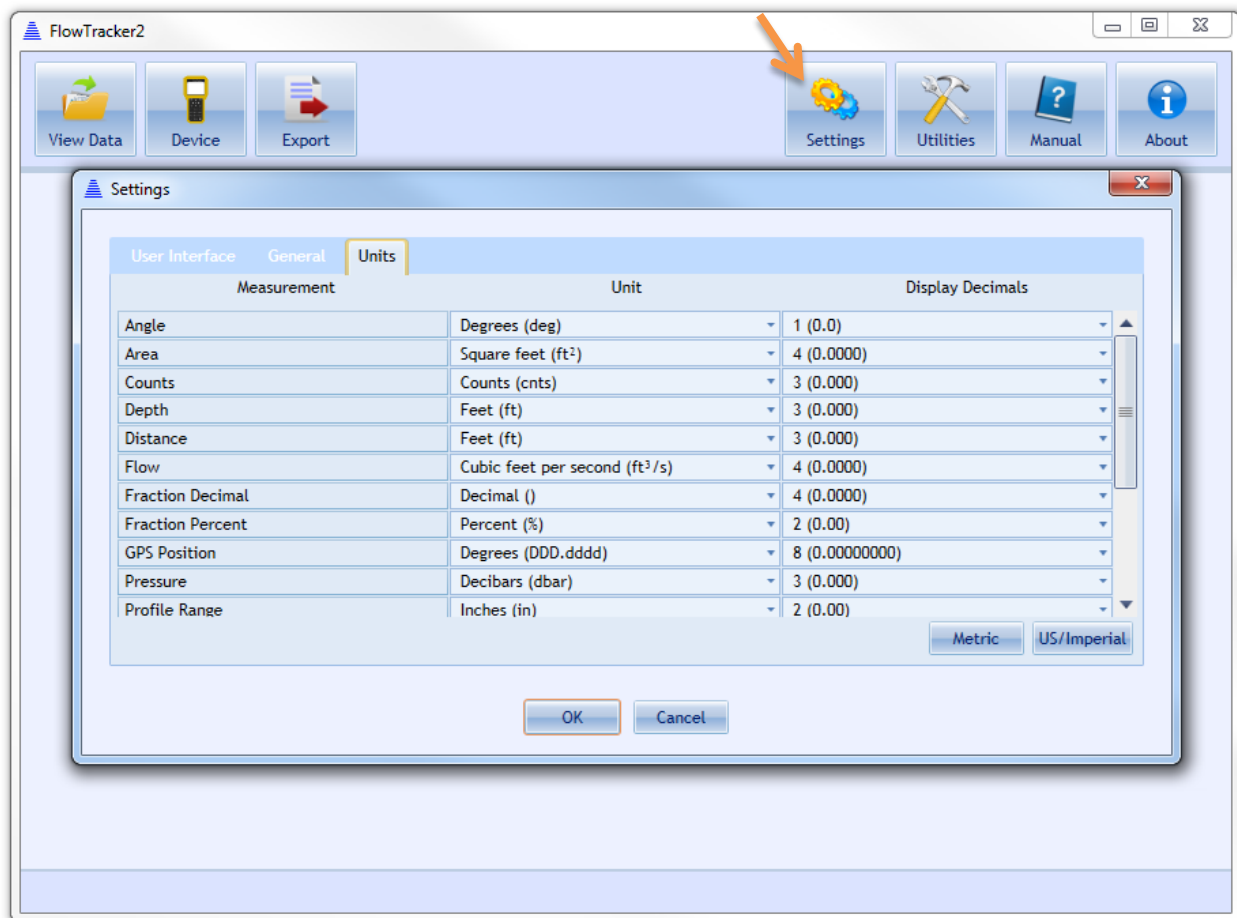 FlowTracker2
View Data Device Export Settings Utilities Manual About
Settings
User Interface General Units
Measurement Unit Display Decimals
Angle Degrees (deg) 1 (0.0)
Area Square feet (ft²) 4 (0.0000)
Counts Counts (cnts) 3 (0.000)
Depth Feet (ft) 3 (0.000)
Distance Feet (ft) 3 (0.000)
Flow Cubic feet per second (ft³/s) 4 (0.0000)
Fraction Decimal Decimal () 4 (0.0000)
Fraction Percent Percent (%) 2 (0.00)
GPS Position Degrees (DDD.dddd) 8 (0.00000000)
Pressure Decibars (dbar) 3 (0.000)
Profile Range Inches (in) 2 (0.00)
Metric US/Imperial
OK Cancel